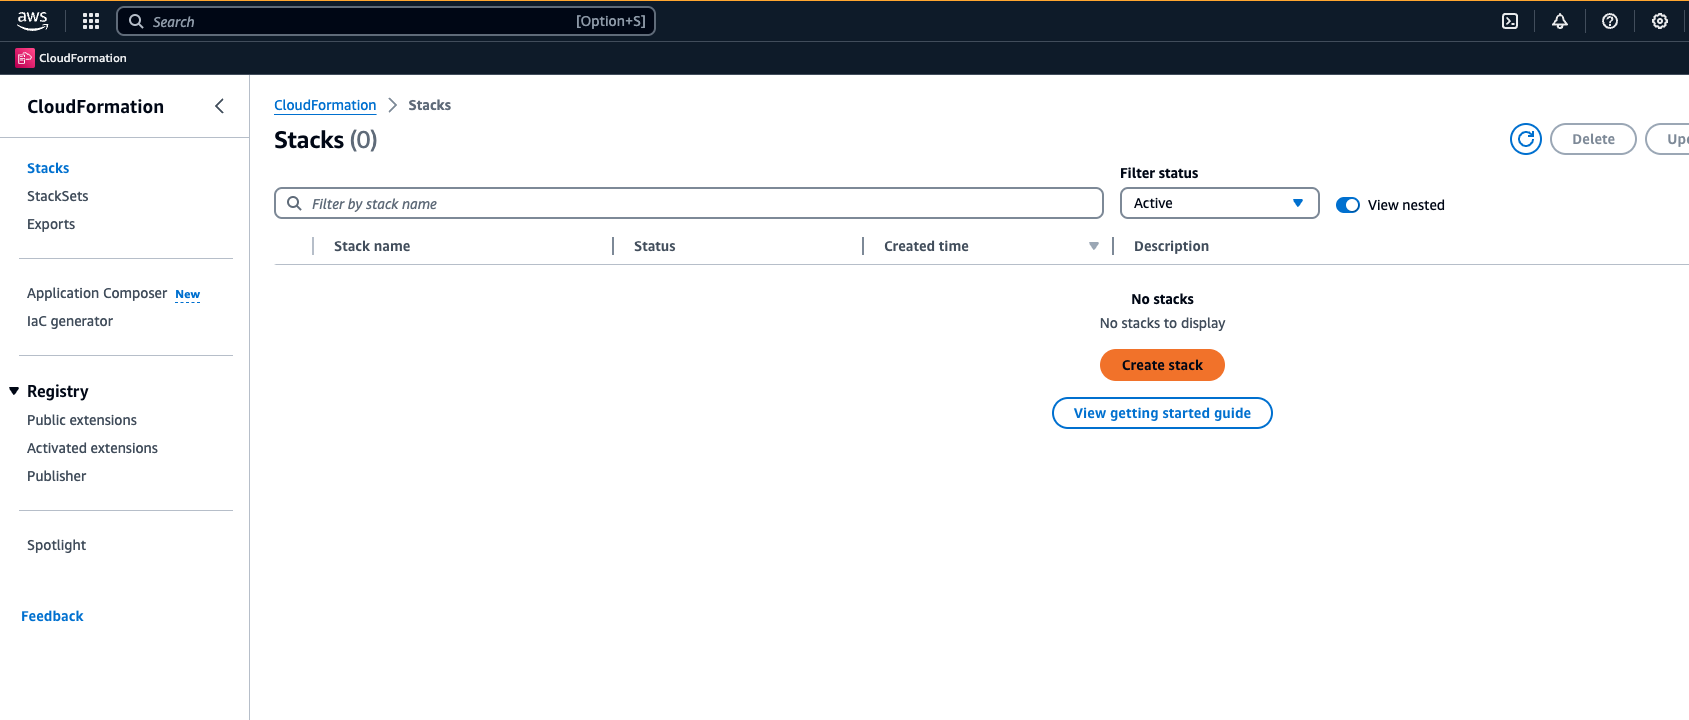 aws Search [Option+S]
CloudFormation
CloudFormation
Stacks
StackSets
Exports
Application Composer New
IaC generator
Registry
Public extensions
Activated extensions
Publisher
Spotlight
Feedback
CloudFormation > Stacks
Stacks (0)
Delete
Filter by stack name
Filter status
Active
View nested
Stack name Status Created time Description
No stacks
No stacks to display
Create stack
View getting started guide